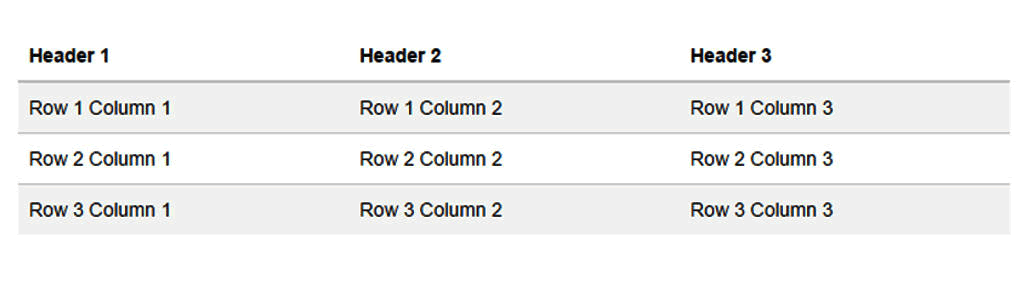 Header 1 Header 2 Header 3
Row 1 Column 1 Row 1 Column 2 Row 1 Column 3
Row 2 Column 1 Row 2 Column 2 Row 2 Column 3
Row 3 Column 1 Row 3 Column 2 Row 3 Column 3